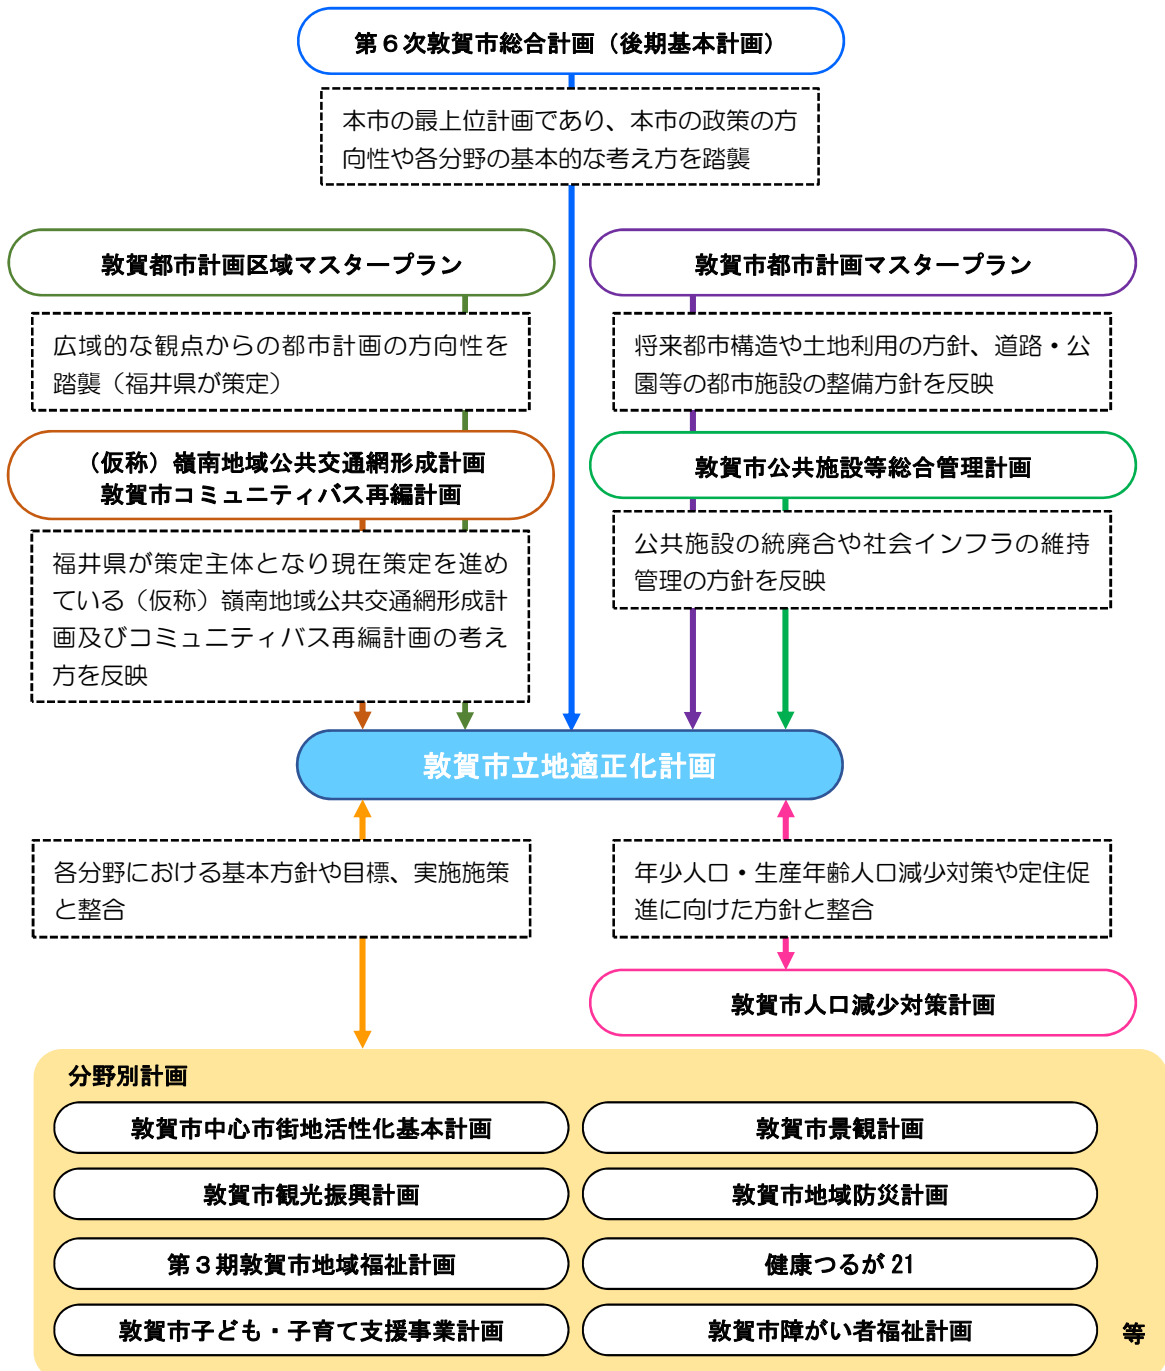 第６次敦賀市総合計画（後期基本計画）
本市の最上位計画であり、本市の政策の方
向性や各分野の基本的な考え方を踏襲
敦賀都市計画区域マスタープラン
広域的な観点からの都市計画の方向性を
踏襲（福井県が策定）
敦賀市都市計画マスタープラン
将来都市構造や土地利用の方針、道路・公
園等の都市施設の整備方針を反映
（仮称）嶺南地域公共交通網形成計画
敦賀市コミュニティバス再編計画
福井県が策定主体となり現在策定を進め
ている（仮称）嶺南地域公共交通網形成計
画及びコミュニティバス再編計画の考え
方を反映
敦賀市公共施設等総合管理計画
公共施設の統廃合や社会インフラの維持
管理の方針を反映
敦賀市立地適正化計画
各分野における基本方針や目標、実施施策
と整合
年少人口・生産年齢人口減少対策や定住促
進に向けた方針と整合
敦賀市人口減少対策計画
分野別計画
敦賀市中心市街地活性化基本計画
敦賀市景観計画
敦賀市観光振興計画
敦賀市地域防災計画
第３期敦賀市地域福祉計画
健康つるが 21
敦賀市子ども・子育て支援事業計画
敦賀市障がい者福祉計画
等